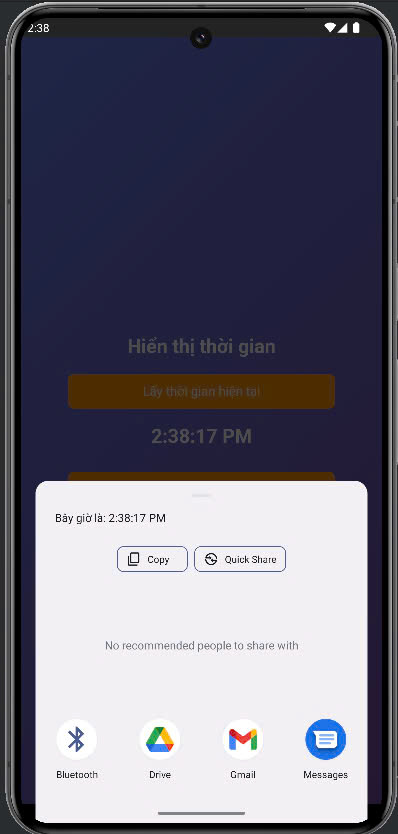 2:38
Hiển thị thời gian
Lấy thời gian hiện tại
2:38:17 PM
Bây giờ là: 2:38:17 PM
Copy
Quick Share
No recommended people to share with
Bluetooth
Drive
Gmail
Messages